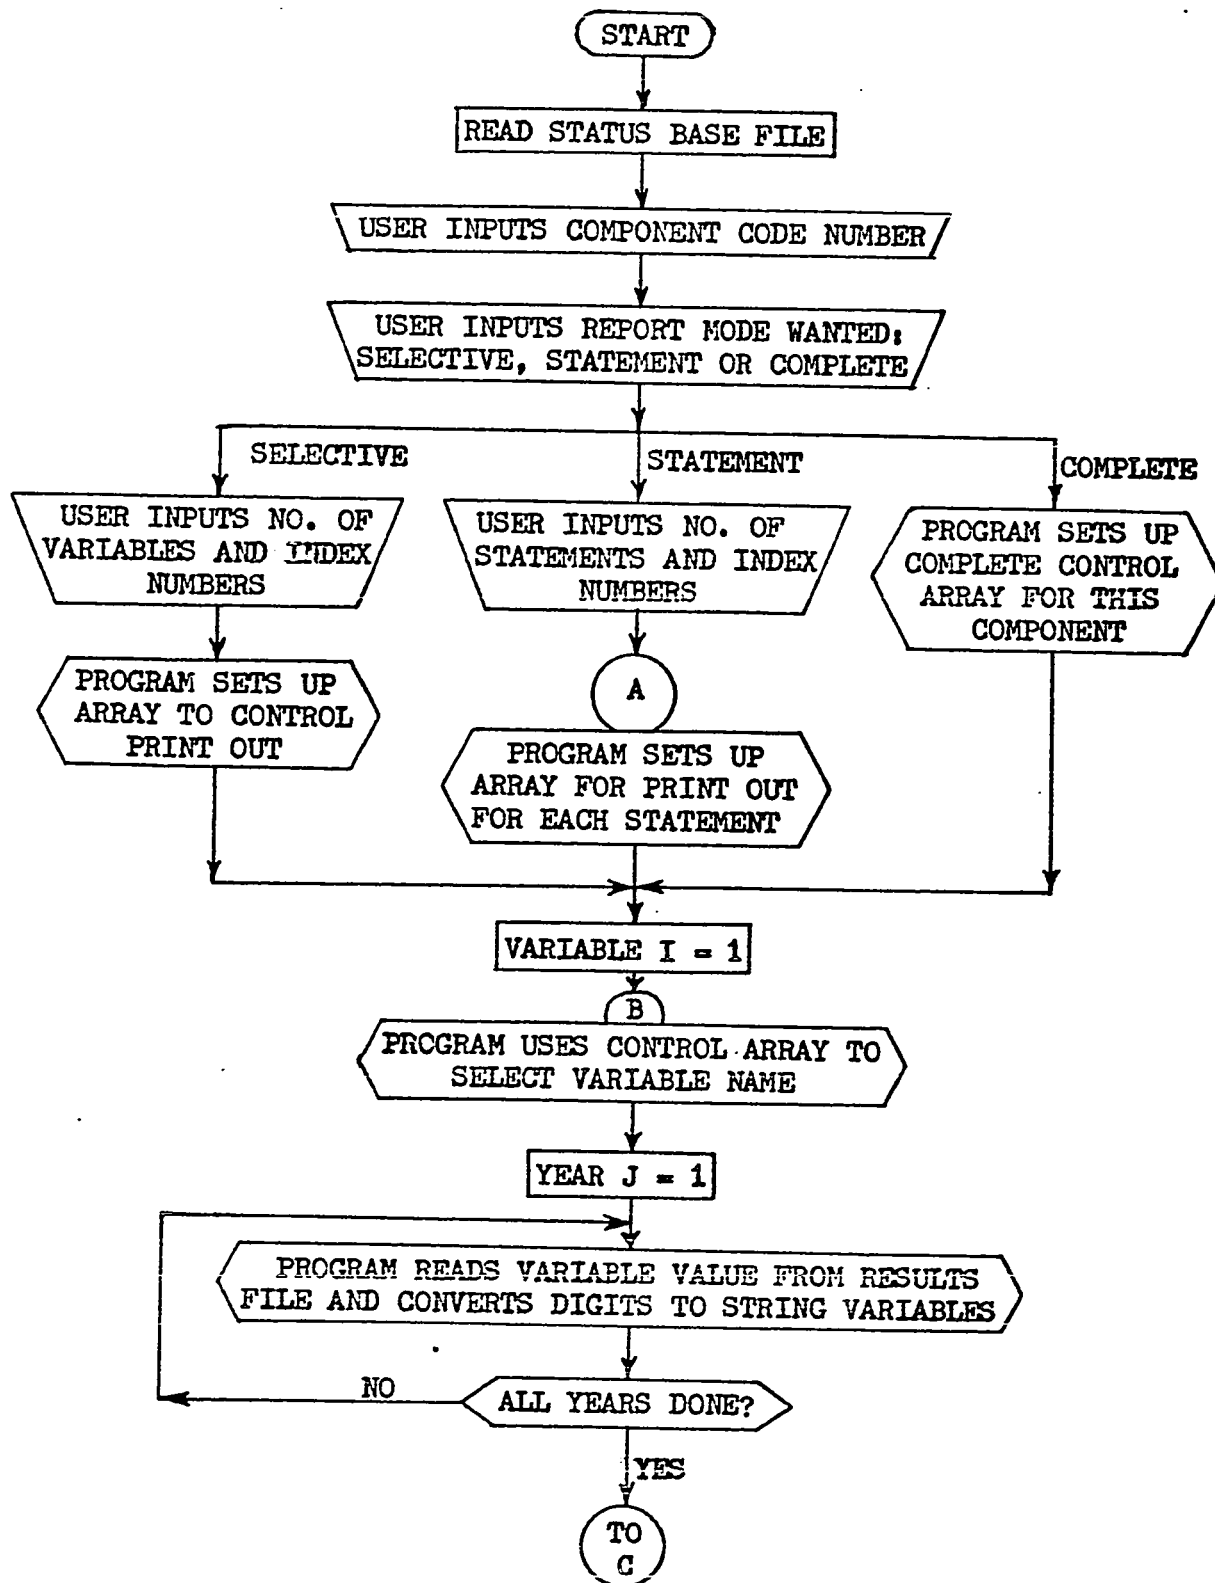 START
READ STATUS BASE FILE
USER INPUTS COMPONENT CODE NUMBER
USER INPUTS REPORT MODE WANTED:
SELECTIVE, STATEMENT OR COMPLETE
SELECTIVE
STATEMENT
COMPLETE
USER INPUTS NO. OF
VARIABLES AND INDEX
NUMBERS
USER INPUTS NO. OF
STATEMENTS AND INDEX
NUMBERS
PROGRAM SETS UP
COMPLETE CONTROL
ARRAY FOR THIS
COMPONENT
PROGRAM SETS UP
ARRAY TO CONTROL
PRINT OUT
A
PROGRAM SETS UP
ARRAY FOR PRINT OUT
FOR EACH STATEMENT
VARIABLE I = 1
B
PROGRAM USES CONTROL ARRAY TO
SELECT VARIABLE NAME
YEAR J = 1
PROGRAM READS VARIABLE VALUE FROM RESULTS
FILE AND CONVERTS DIGITS TO STRING VARIABLES
NO
ALL YEARS DONE?
YES
TO
C